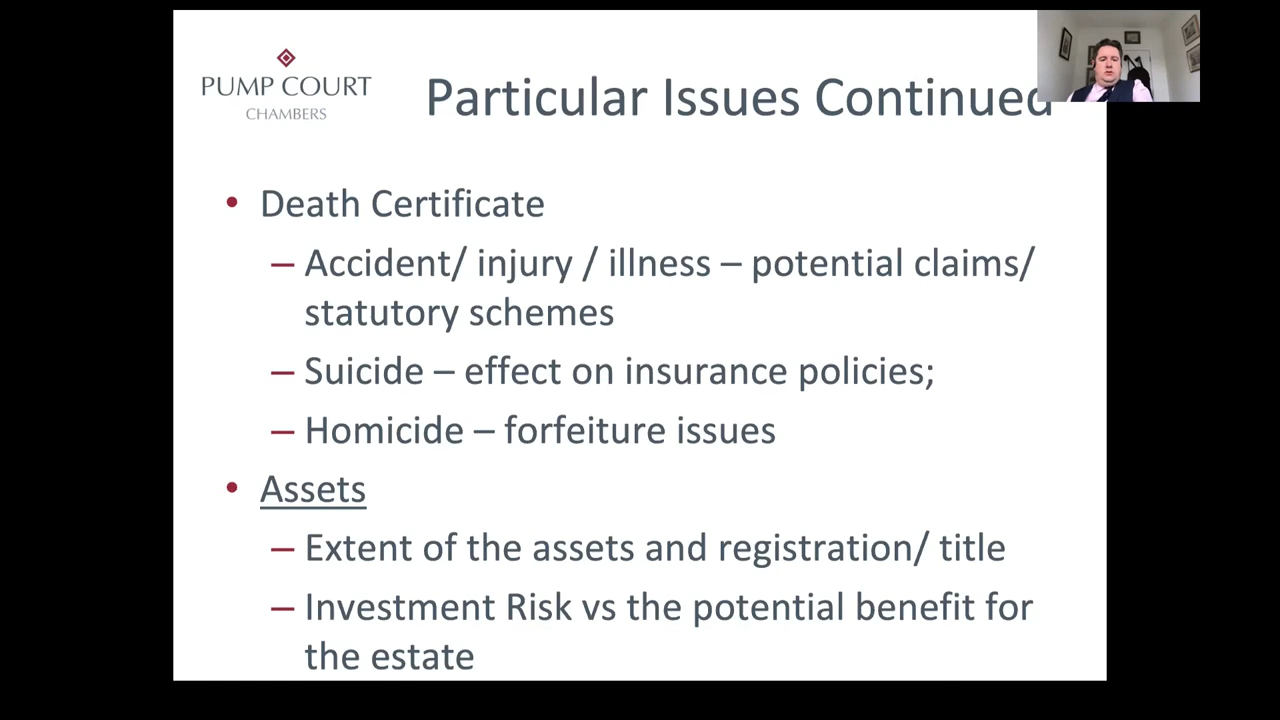 PUMP COURT
CHAMBERS
Particular Issues Continued
• Death Certificate
– Accident/ injury / illness – potential claims/
statutory schemes
– Suicide – effect on insurance policies;
– Homicide – forfeiture issues
• Assets
– Extent of the assets and registration/ title
– Investment Risk vs the potential benefit for
the estate